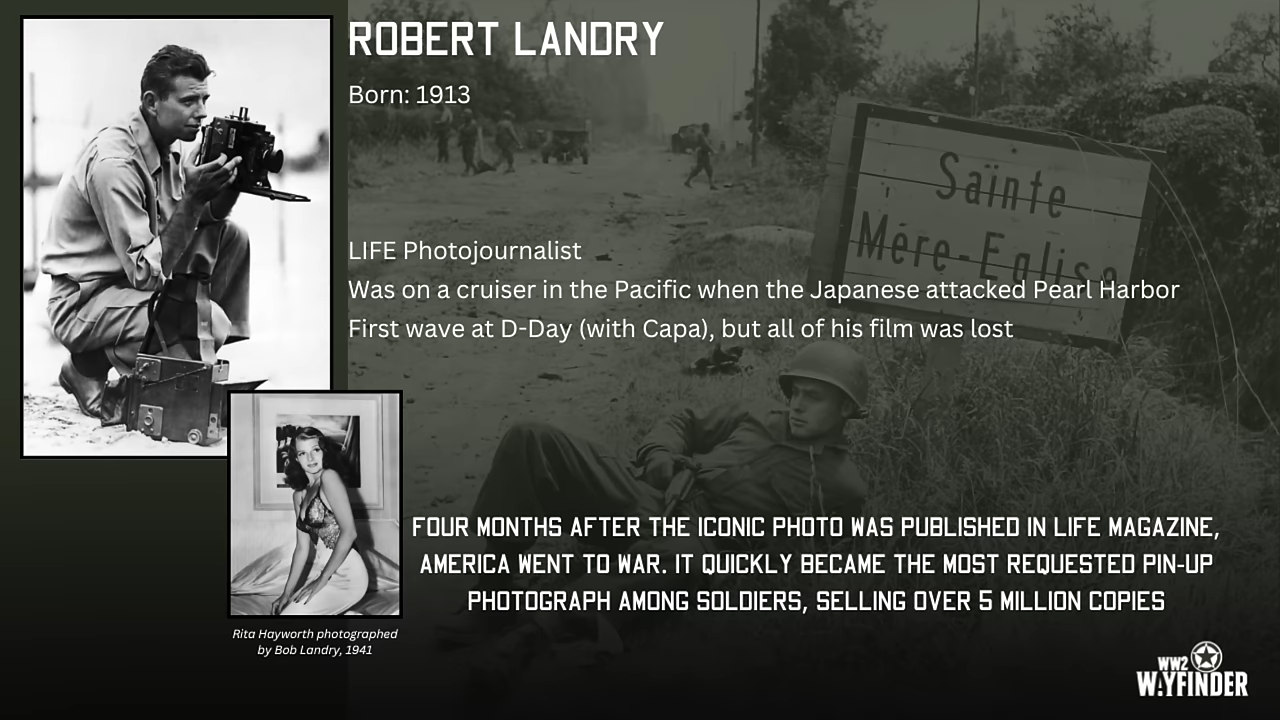 ROBERT LANDRY
Born: 1913
Sainte
Mére-Eglise
LIFE Photojournalist
Was on a cruiser in the Pacific when the Japanese attacked Pearl Harbor
First wave at D-Day (with Capa), but all of his film was lost
FOUR MONTHS AFTER THE ICONIC PHOTO WAS PUBLISHED IN LIFE MAGAZINE,
AMERICA WENT TO WAR. IT QUICKLY BECAME THE MOST REQUESTED PIN-UP
PHOTOGRAPH AMONG SOLDIERS, SELLING OVER 5 MILLION COPIES
Rita Hayworth photographed
by Bob Landry, 1941
WW2
WAYFINDER